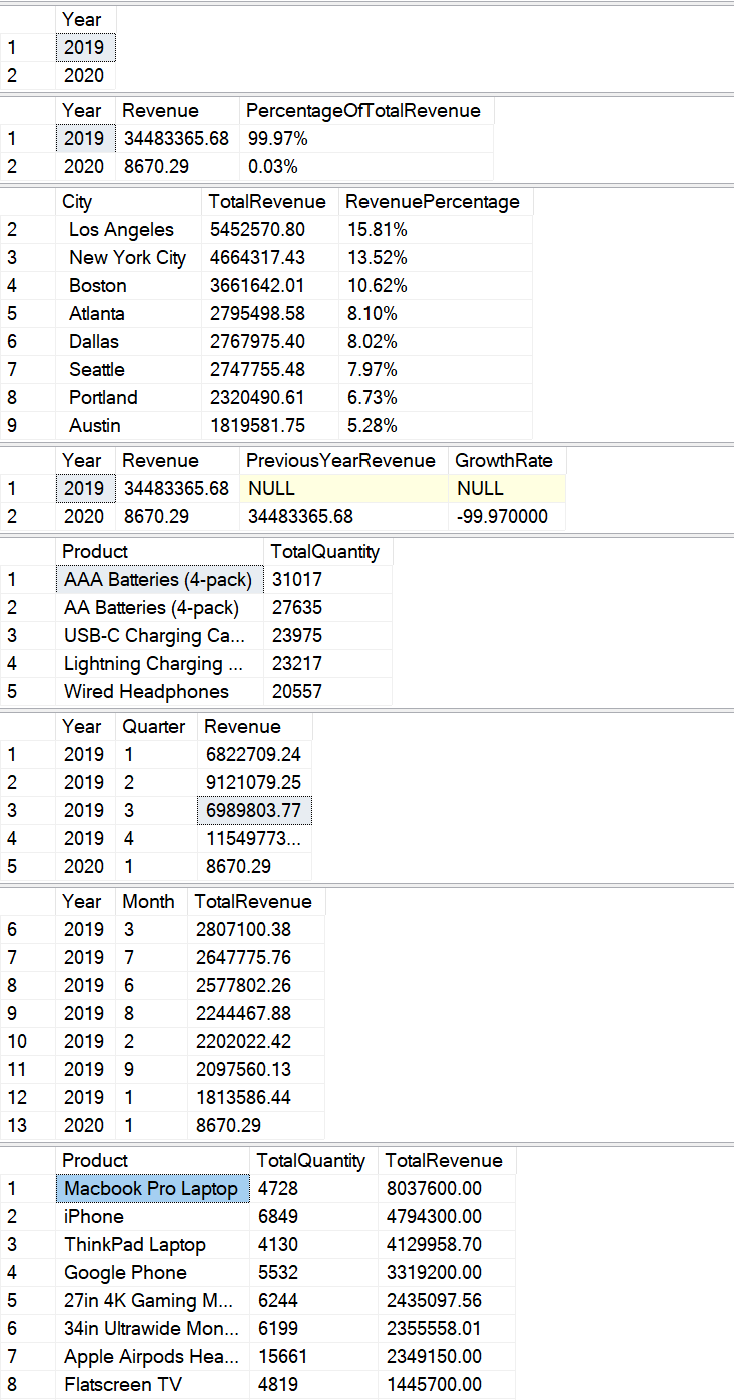 Year
1 2019
2 2020
Year Revenue PercentageOfTotalRevenue
1 2019 34483365.68 99.97%
2 2020 8670.29 0.03%
City TotalRevenue RevenuePercentage
2 Los Angeles 5452570.80 15.81%
3 New York City 4664317.43 13.52%
4 Boston 3661642.01 10.62%
5 Atlanta 2795498.58 8.10%
6 Dallas 2767975.40 8.02%
7 Seattle 2747755.48 7.97%
8 Portland 2320490.61 6.73%
9 Austin 1819581.75 5.28%
Year Revenue PreviousYearRevenue GrowthRate
1 2019 34483365.68 NULL NULL
2 2020 8670.29 34483365.68 -99.970000
Product TotalQuantity
1 AAA Batteries (4-pack) 31017
2 AA Batteries (4-pack) 27635
3 USB-C Charging Ca... 23975
4 Lightning Charging ... 23217
5 Wired Headphones 20557
Year Quarter Revenue
1 2019 1 6822709.24
2 2019 2 9121079.25
3 2019 3 6989803.77
4 2019 4 11549773...
5 2020 1 8670.29
Year Month TotalRevenue
6 2019 3 2807100.38
7 2019 7 2647775.76
8 2019 6 2577802.26
9 2019 8 2244467.88
10 2019 2 2202022.42
11 2019 9 2097560.13
12 2019 1 1813586.44
13 2020 1 8670.29
Product TotalQuantity TotalRevenue
1 Macbook Pro Laptop 4728 8037600.00
2 iPhone 6849 4794300.00
3 ThinkPad Laptop 4130 4129958.70
4 Google Phone 5532 3319200.00
5 27in 4K Gaming M... 6244 2435097.56
6 34in Ultrawide Mon... 6199 2355558.01
7 Apple Airpods Hea... 15661 2349150.00
8 Flatscreen TV 4819 1445700.00